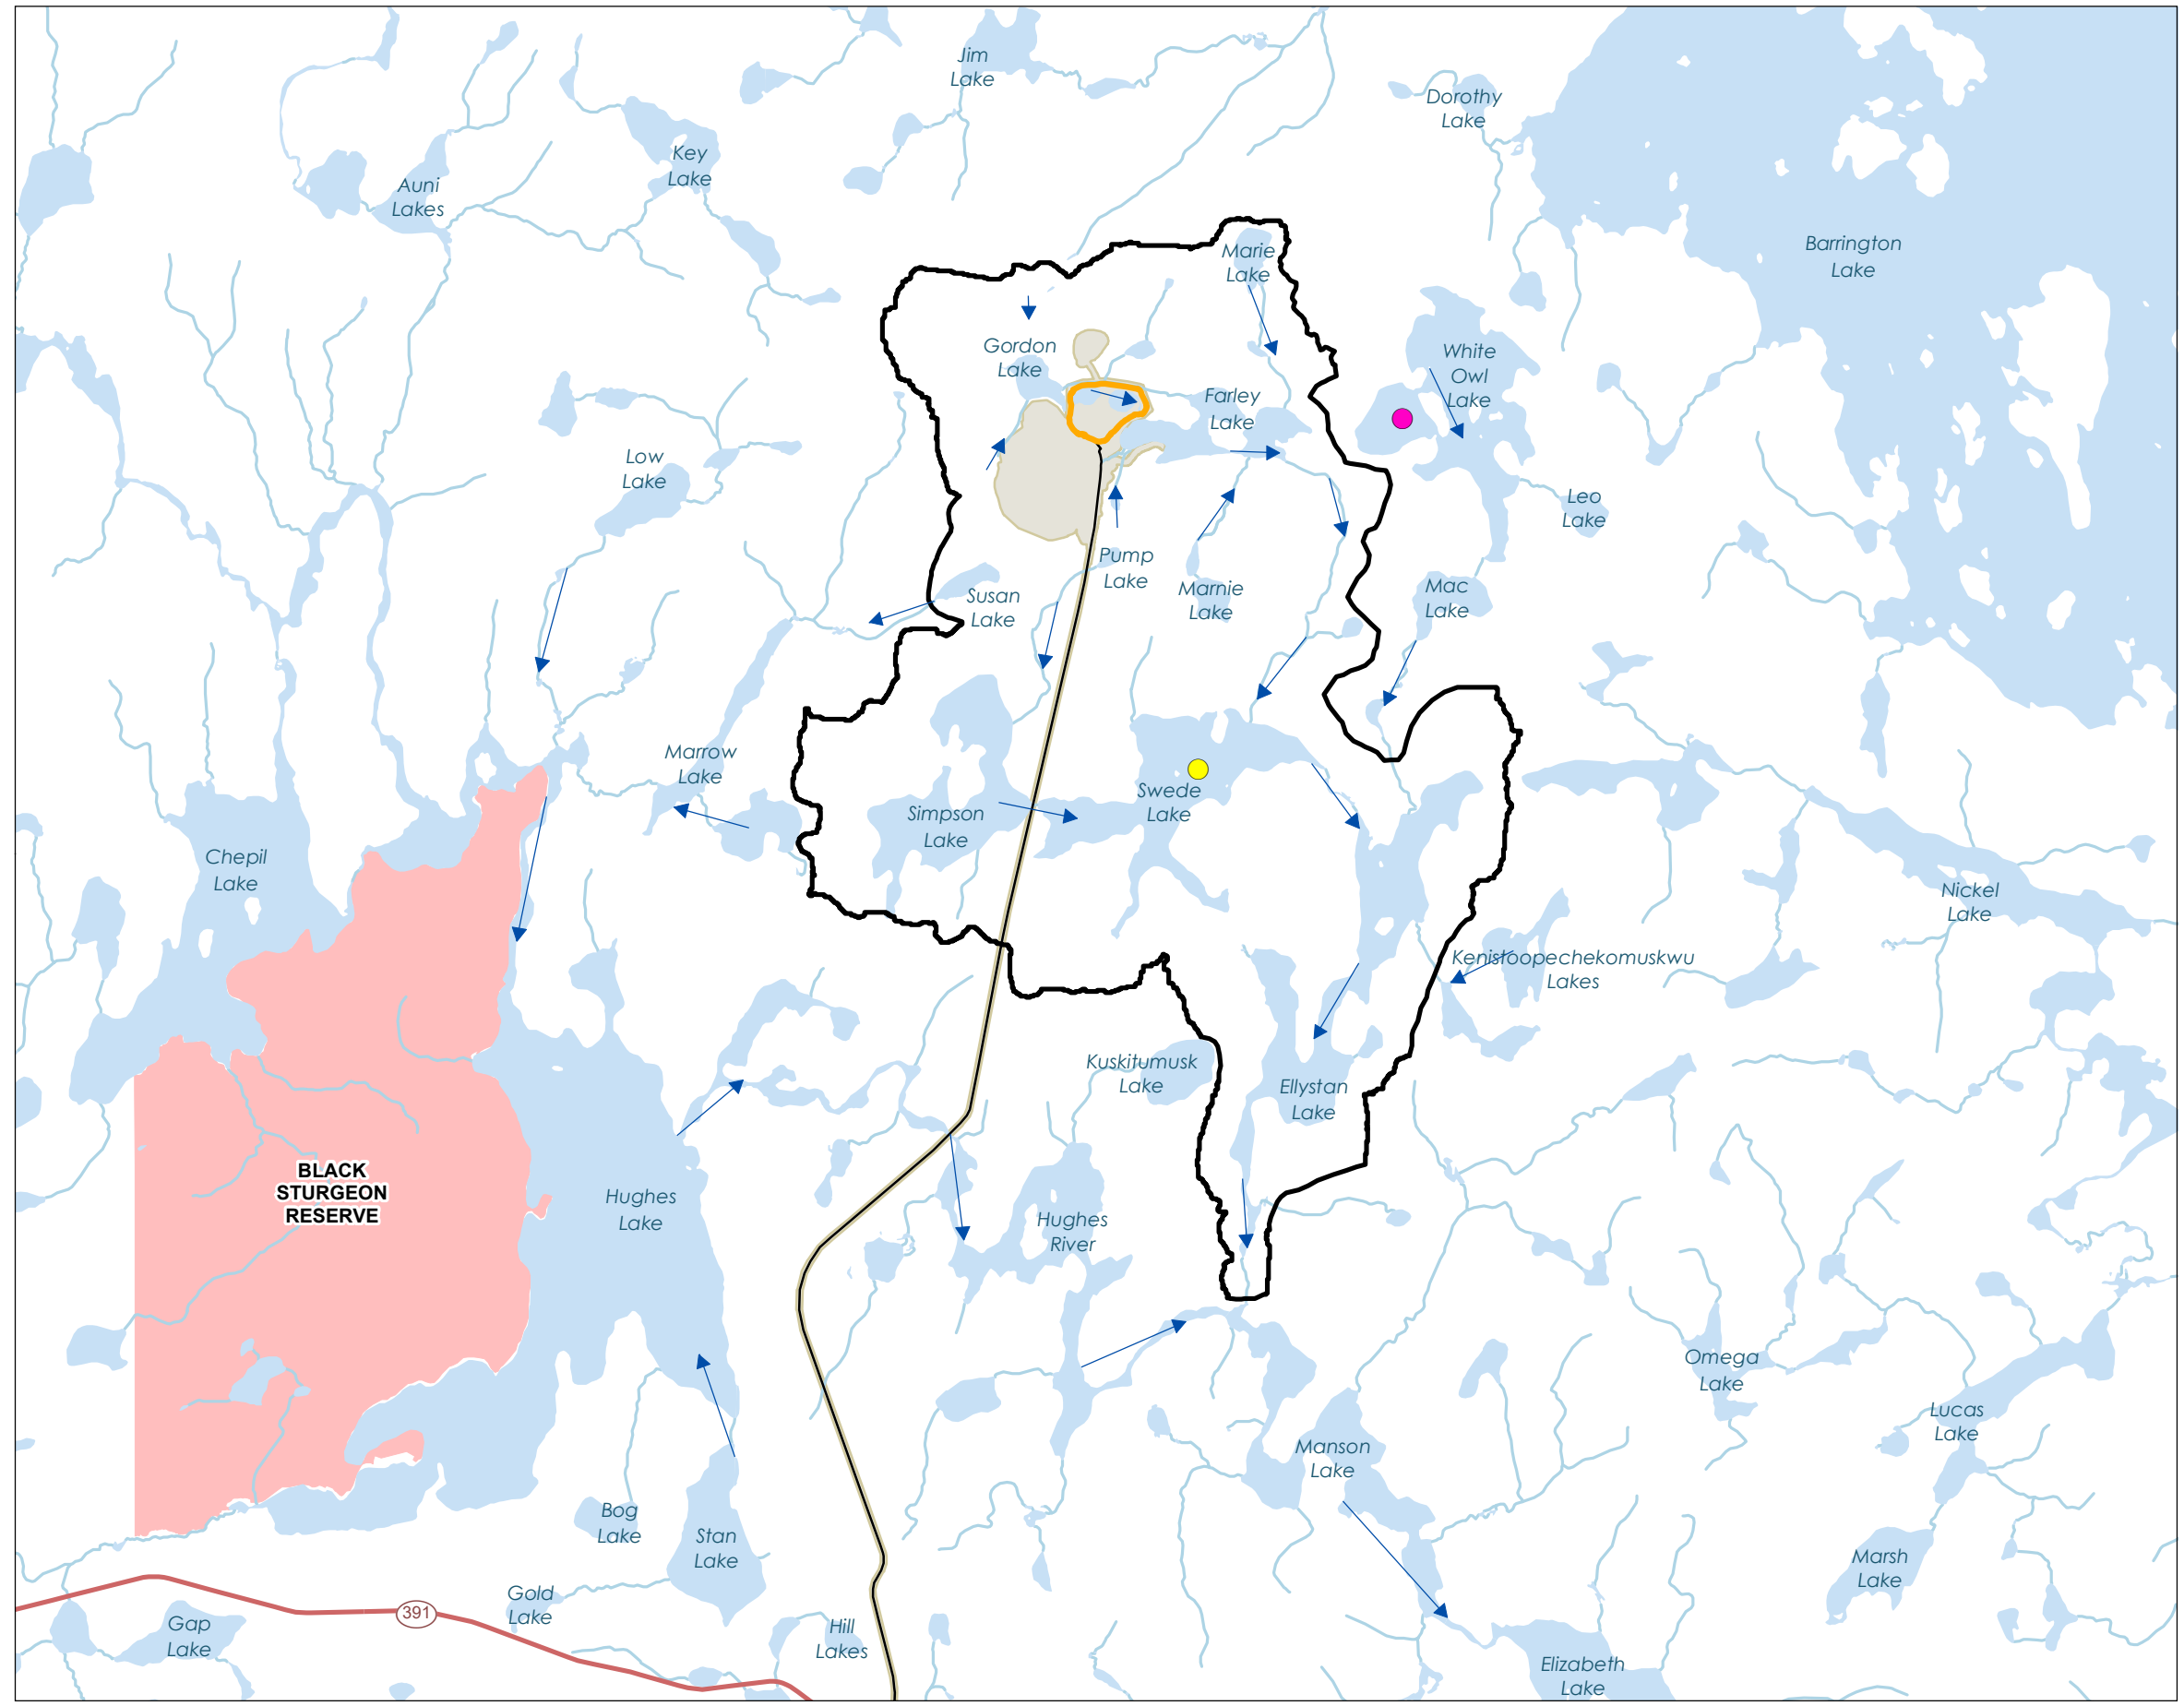 Jim
Lake
Dorothy
Lake
Key
Lake
Auni
Lakes
Barrington
Lake
Marie
Lake
Gordon
Lake
White
Owl
Lake
Farley
Lake
Low
Lake
Leo
Lake
Pump
Lake
Marnie
Lake
Mac
Lake
Susan
Lake
Marrow
Lake
Swede
Lake
Simpson
Lake
Chepil
Lake
Nickel
Lake
Kenistoopechekomuskwu
Lakes
Kuskitumusk
Lake
Ellystan
Lake
BLACK
STURGEON
RESERVE
Hughes
Lake
Hughes
River
Omega
Lake
Lucas
Lake
Manson
Lake
Bog
Lake
Stan
Lake
Marsh
Lake
Gold
Lake
391
Gap
Lake
Hill
Lakes
Elizabeth
Lake